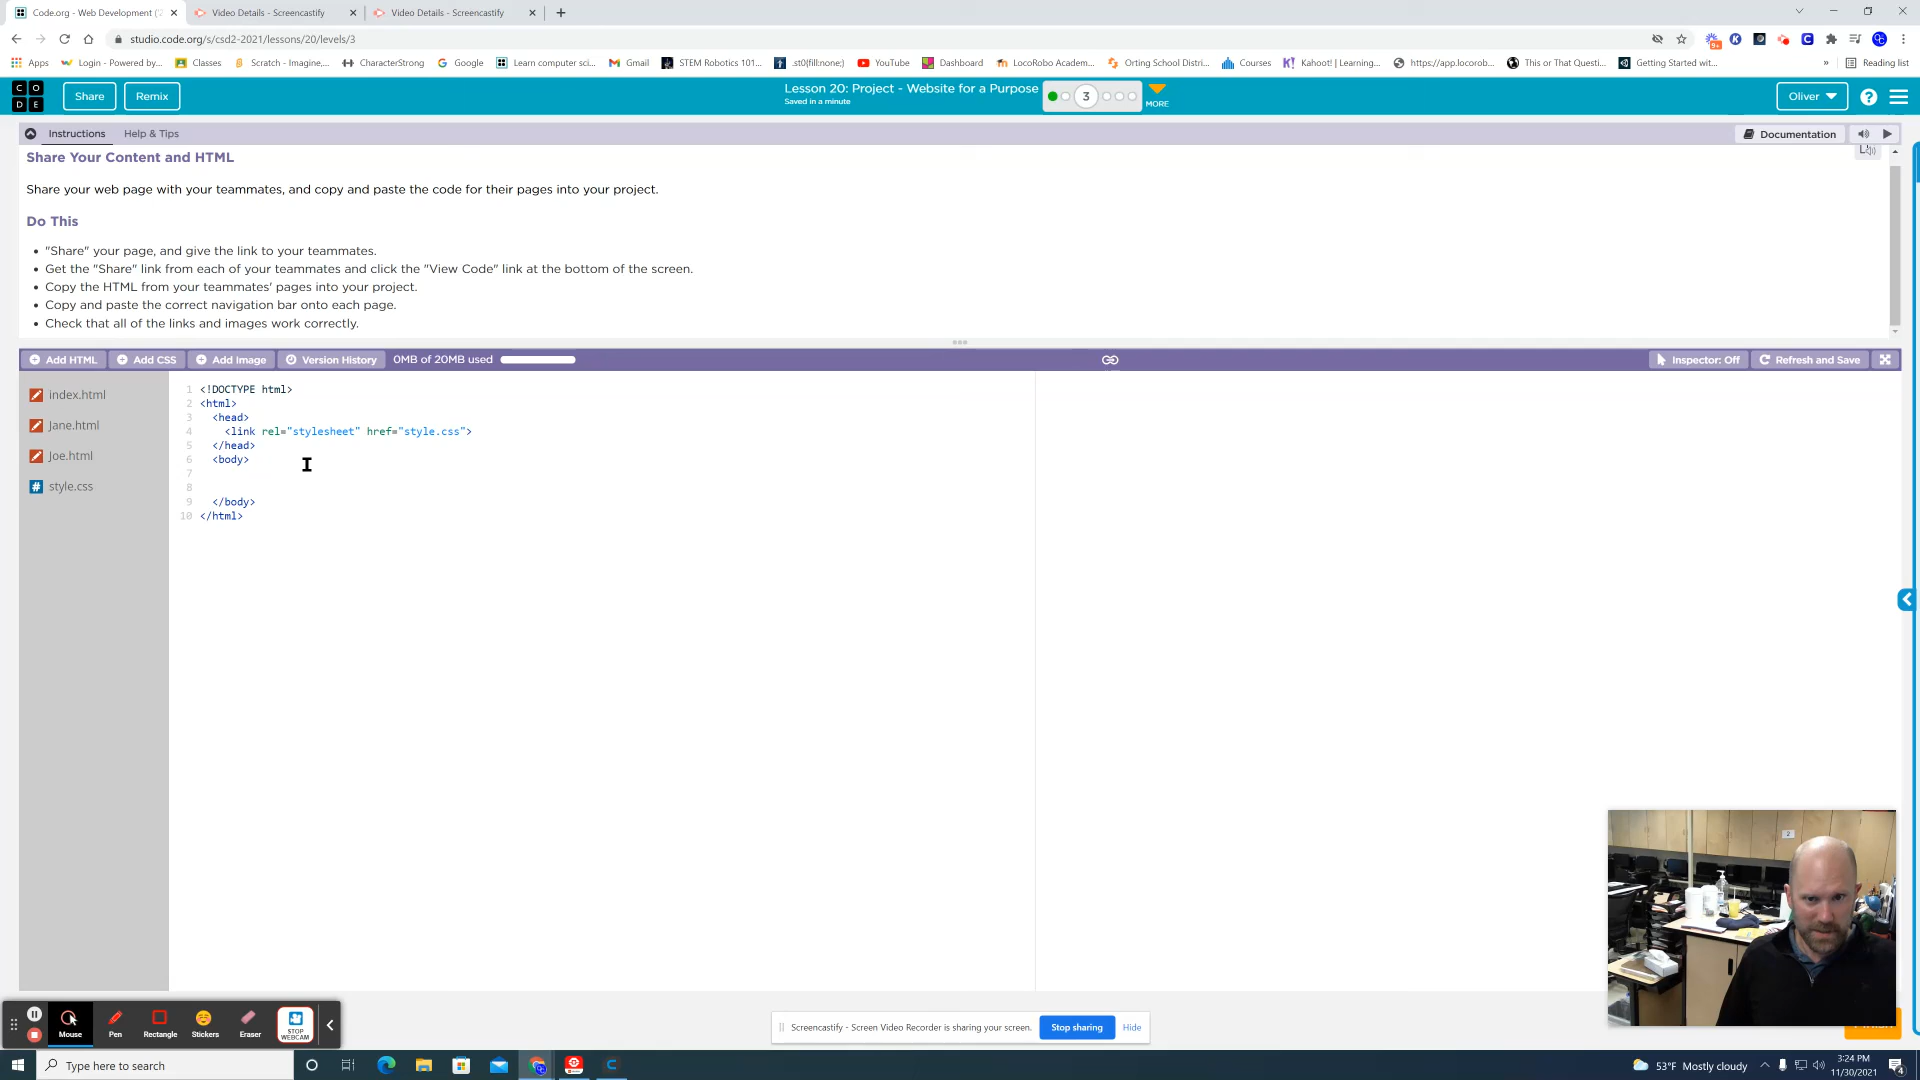 Code.org - Web Development ('2
Video Details - Screencastify
Video Details - Screencastify
studio.code.org/s/csd2-2021/lessons/20/levels/3
Apps
Login - Powered by...
Classes
Scratch - Imagine,...
CharacterStrong
Google
Learn computer sci...
Gmail
STEM Robotics 101...
.st0{fill:none;}
YouTube
Dashboard
LocoRobo Academ...
Orting School Distri...
Courses
Kahoot! | Learning...
https://app.locorob...
This or That Questi...
Getting Started wit...
Reading list
CODE
Share
Remix
Lesson 20: Project - Website for a Purpose
Saved in a minute
3
MORE
Oliver
Instructions
Help & Tips
Documentation
Share Your Content and HTML
Share your web page with your teammates, and copy and paste the code for their pages into your project.
Do This
"Share" your page, and give the link to your teammates.
Get the "Share" link from each of your teammates and click the "View Code" link at the bottom of the screen.
Copy the HTML from your teammates' pages into your project.
Copy and paste the correct navigation bar onto each page.
Check that all of the links and images work correctly.
Add HTML
Add CSS
Add Image
Version History
0MB of 20MB used
Inspector: Off
Refresh and Save
index.html
Jane.html
Joe.html
style.css
1 <!DOCTYPE html>
2 <html>
3 <head>
4 <link rel="stylesheet" href="style.css">
5 </head>
6 <body>
7
8
9 </body>
10 </html>
Mouse
Pen
Rectangle
Stickers
Eraser
STOP WEBCAM
Screencastify - Screen Video Recorder is sharing your screen.
Stop sharing
Hide
Type here to search
53°F Mostly cloudy
3:24 PM
11/30/2021